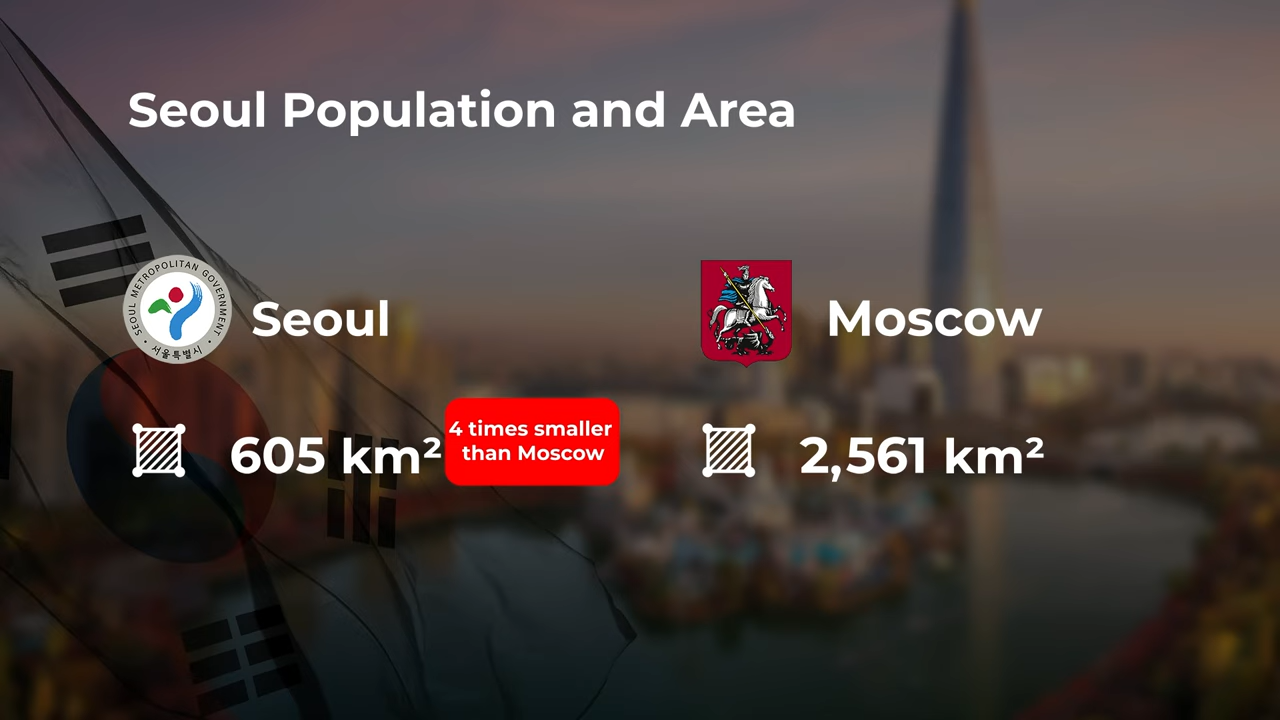 Seoul Population and Area
SEOUL METROPOLITAN GOVERNMENT
서울특별시
Seoul
Moscow
605 km²
4 times smaller
than Moscow
2,561 km²